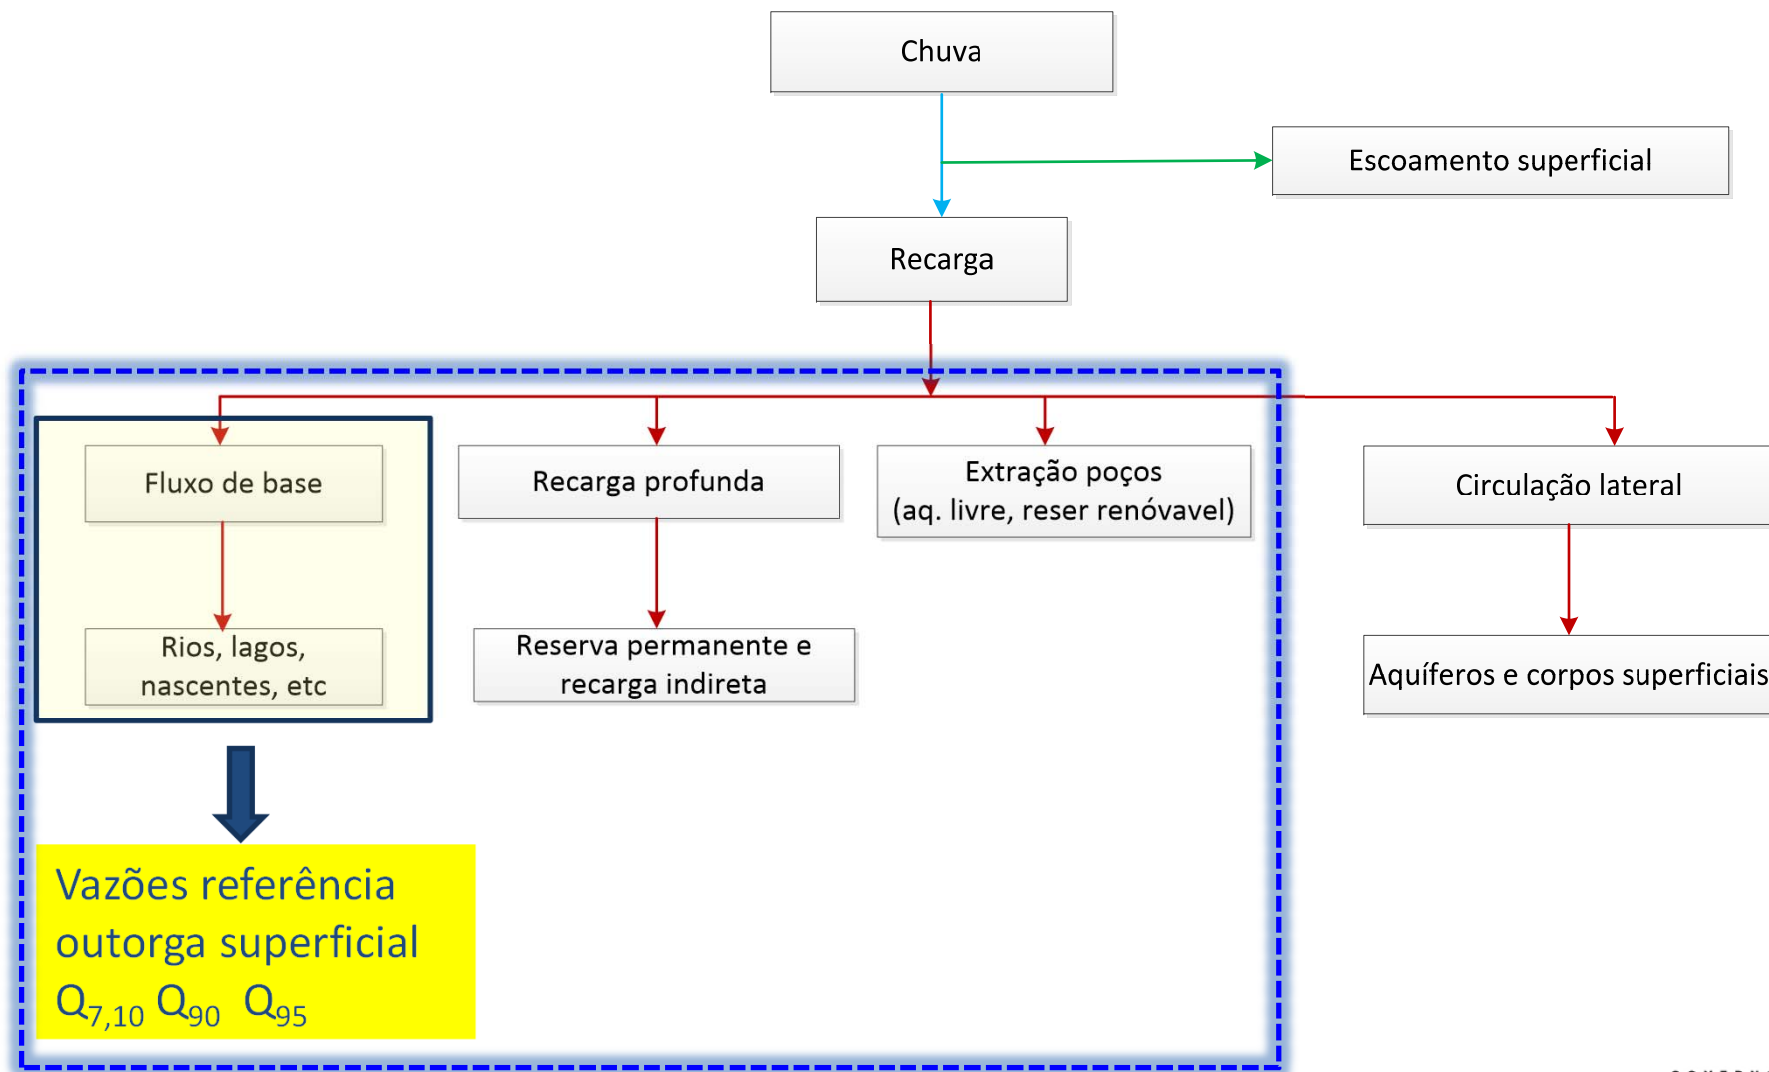 Chuva
Escoamento superficial
Recarga
Fluxo de base
Recarga profunda
Extração poços
(aq. livre, reser renóvavel)
Circulação lateral
Rios, lagos,
nascentes, etc
Reserva permanente e
recarga indireta
Aquíferos e corpos superficiais
Vazões referência
outorga superficial
Q7,10 Q90 Q95